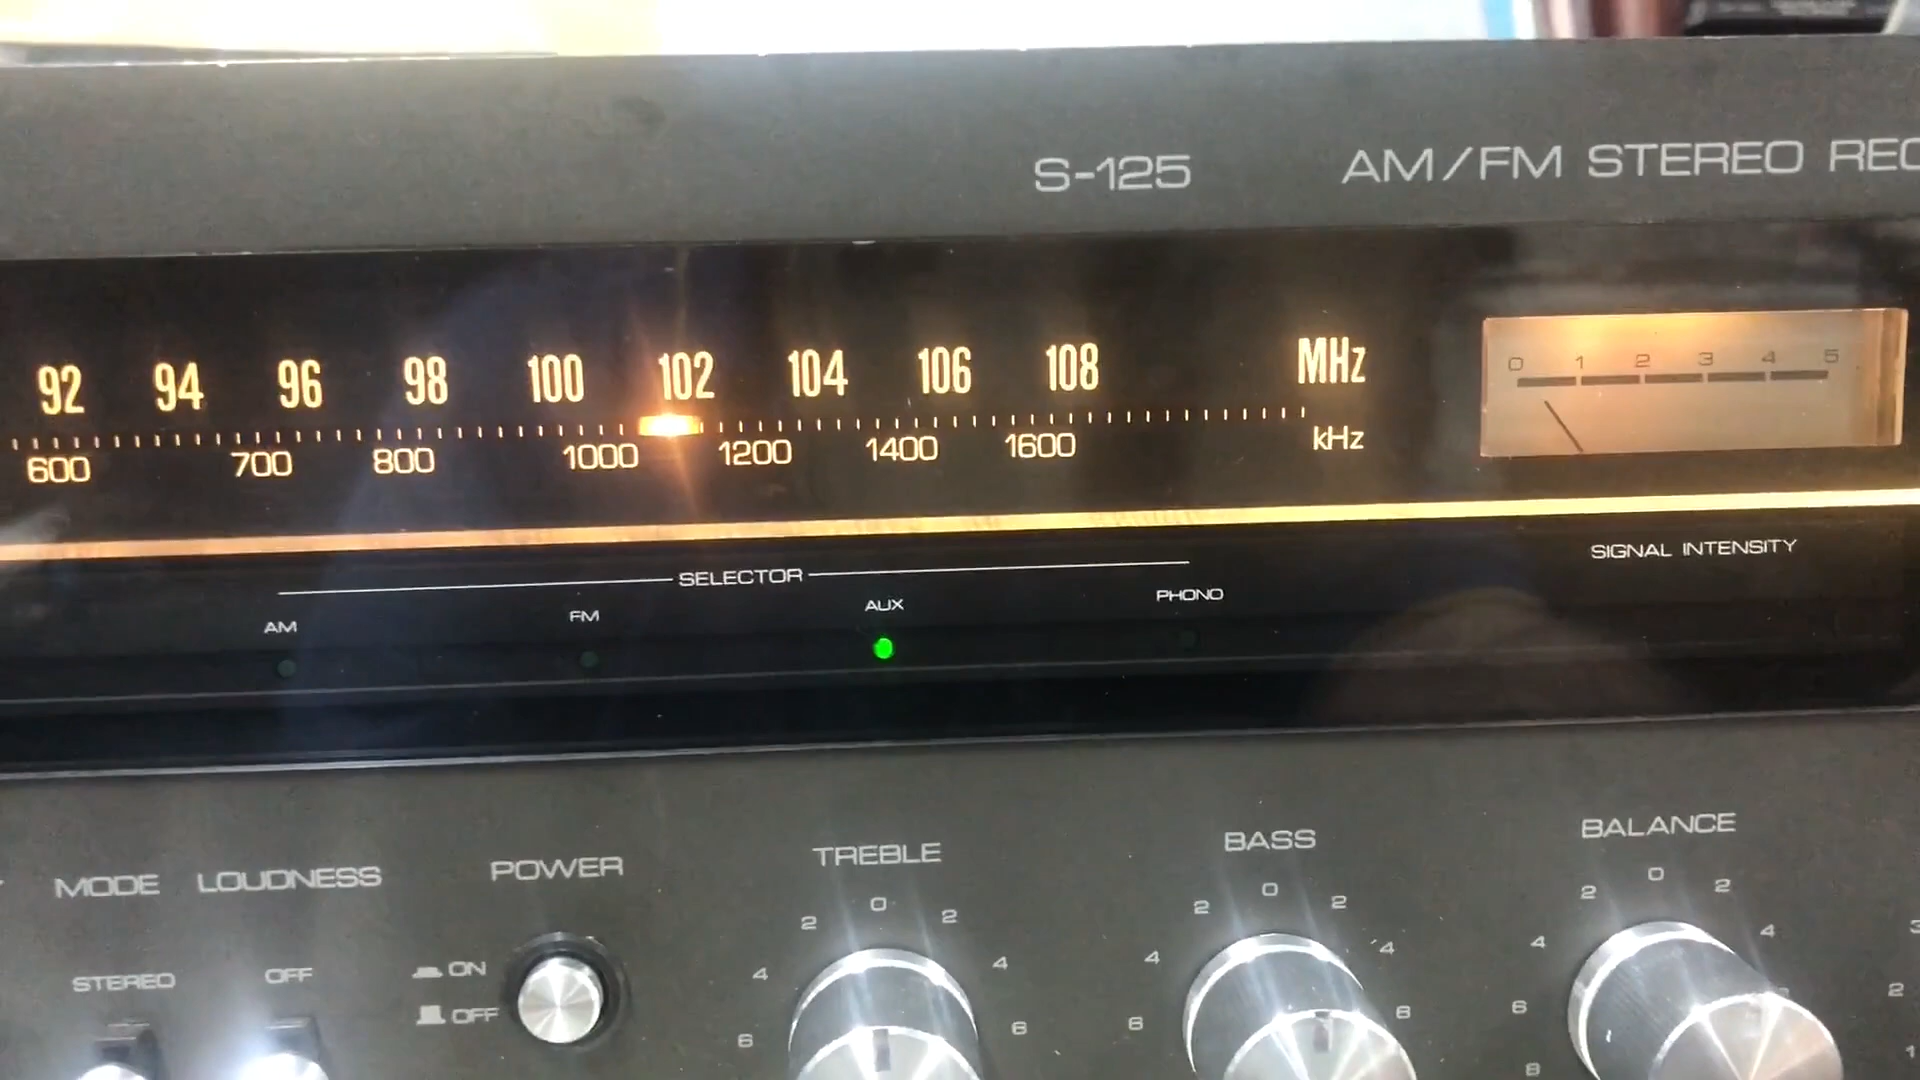 S-125 AM/FM STEREO REC
92 94 96 98 100 102 104 106 108 MHz
600 700 800 1000 1200 1400 1600 kHz
0 1 2 3 4 5
SIGNAL INTENSITY
SELECTOR
AM FM AUX PHONO
MODE LOUDNESS POWER TREBLE BASS BALANCE
STEREO OFF
ON
OFF
2 0 2
4 4
6 6
2 0 2
4 4
6 6
2 0 2
4 4
6
8
2